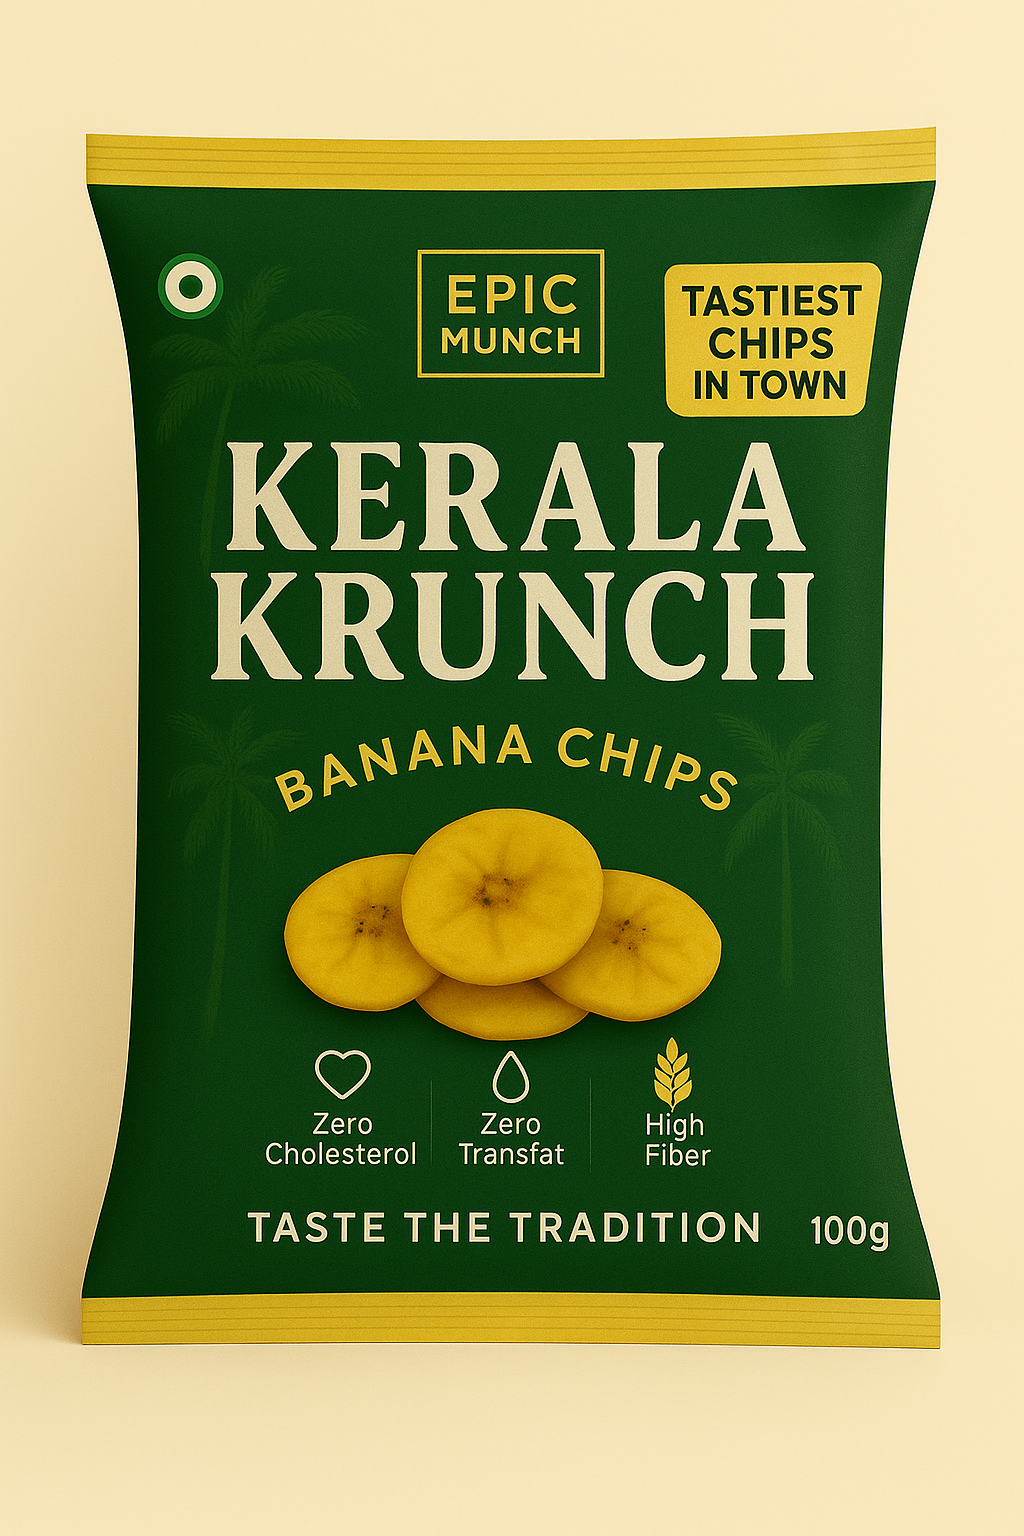 EPIC
MUNCH
TASTIEST
CHIPS
IN TOWN
KERALA
KRUNCH
BANANA CHIPS
Zero
Cholesterol
Zero
Transfat
High
Fiber
TASTE THE TRADITION
100g